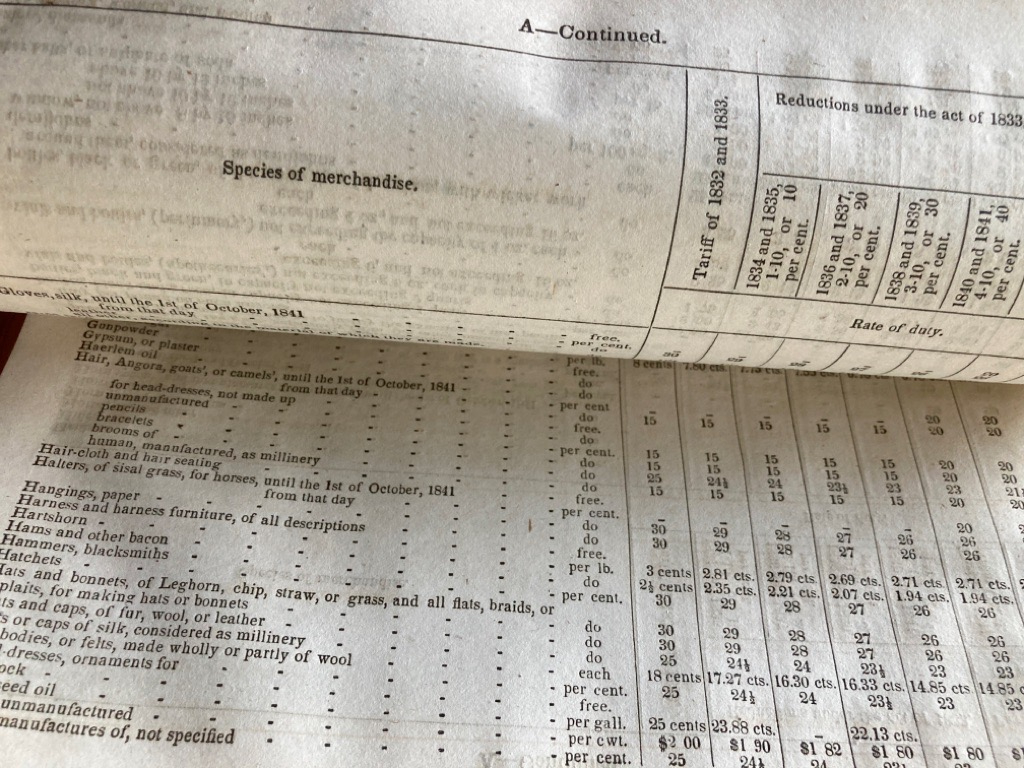 A—Continued.
Species of merchandise.
Tariff of 1832 and 1833.
Reductions under the act of 1833
1834 and 1835, 1-10, or 10 per cent.
1836 and 1837, 2-10, or 20 per cent.
1838 and 1839, 3-10, or 30 per cent.
1840 and 1841, 4-10, or 40 per cent.
Rate of duty.
Gloves, silk, until the 1st of October, 1841 - free.
from that day - per cent.
Gunpowder - per lb. 8 cents
Gypsum, or plaster - free.
Haerlem oil - do
Hair, Angora, goats', or camels', until the 1st of October, 1841 - do
from that day - per cent
for head-dresses, not made up - do 15 15 15 15 20 20
unmanufactured - free.
pencils - do
bracelets - per cent. 15 15 15 15 15 20 20
brooms of - do 15 15 15 15 15 20 20
human, manufactured, as millinery - do 25 24½ 24 23½ 23 23
Hair-cloth and hair seating - do 15 15 15 15 15 20
Halters, of sisal grass, for horses, until the 1st of October, 1841 - free.
from that day - per cent. 20
Hangings, paper - do 30 29 28 27 26 26
Harness and harness furniture, of all descriptions - do 30 29 28 27 26 26
Hartshorn - free.
Hams and other bacon - per lb. 3 cents 2.81 cts. 2.79 cts. 2.69 cts. 2.71 cts. 2.71 cts.
Hammers, blacksmiths - do 2½ cents 2.35 cts. 2.21 cts. 2.07 cts. 1.94 cts. 1.94 cts.
Hatchets - per cent. 30 29 28 27 26 26
Hats and bonnets, of Leghorn, chip, straw, or grass, and all flats, braids, or
plaits, for making hats or bonnets - do 30 29 28 27 26 26
ts and caps, of fur, wool, or leather - do 30 29 28 27 26 26
s or caps of silk, considered as millinery - do 25 24½ 24 23½ 23 23
bodies, or felts, made wholly or partly of wool - each 18 cents 17.27 cts. 16.30 cts. 16.33 cts. 14.85 cts. 14 85 c
dresses, ornaments for - per cent. 25 24½ 24 23½ 23 23
ock - free.
eed oil - per gall. 25 cents 23.88 cts. - 22.13 cts.
unmanufactured - per cwt. $2 00 $1 90 $1 82 $1 80 $1 80
manufactures of, not specified - per cent. 25 24½